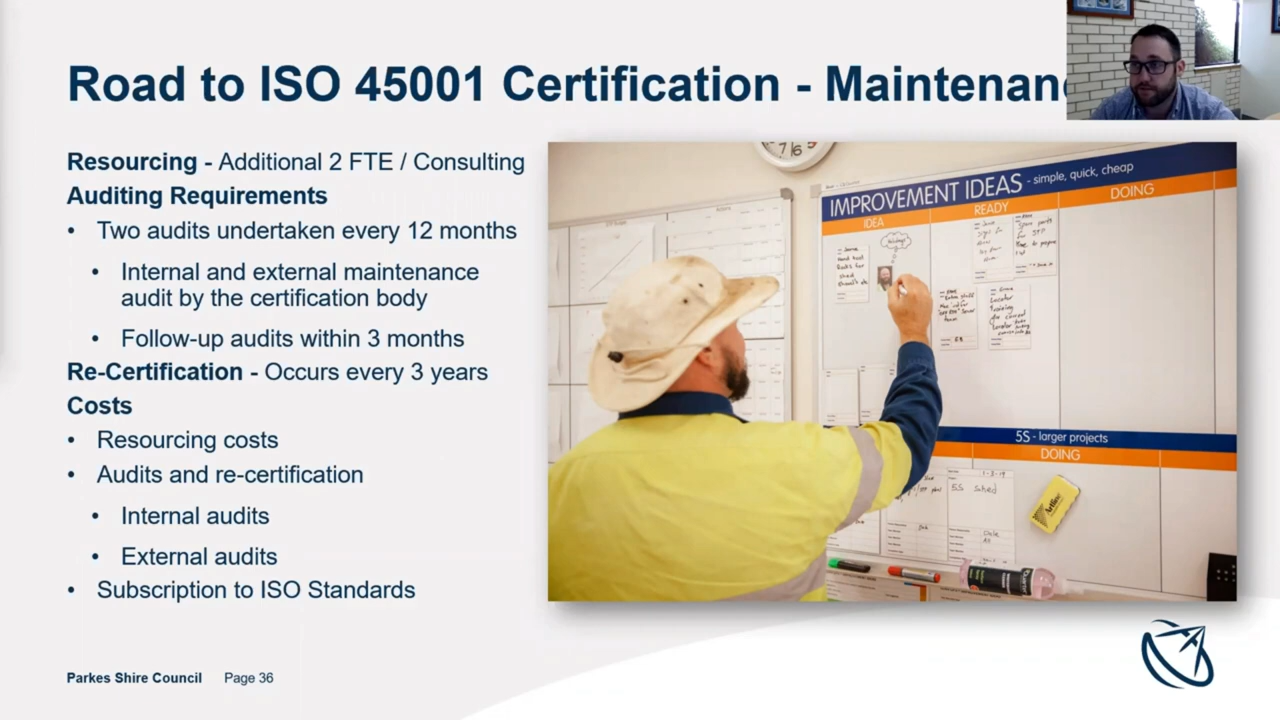 Road to ISO 45001 Certification - Maintenan
Resourcing - Additional 2 FTE / Consulting
Auditing Requirements
• Two audits undertaken every 12 months
• Internal and external maintenance
audit by the certification body
• Follow-up audits within 3 months
Re-Certification - Occurs every 3 years
Costs
• Resourcing costs
• Audits and re-certification
• Internal audits
• External audits
• Subscription to ISO Standards
IMPROVEMENT IDEAS - simple, quick, cheap
IDEA
READY
DOING
5S - larger projects
DOING
5S sched
Parkes Shire Council Page 36